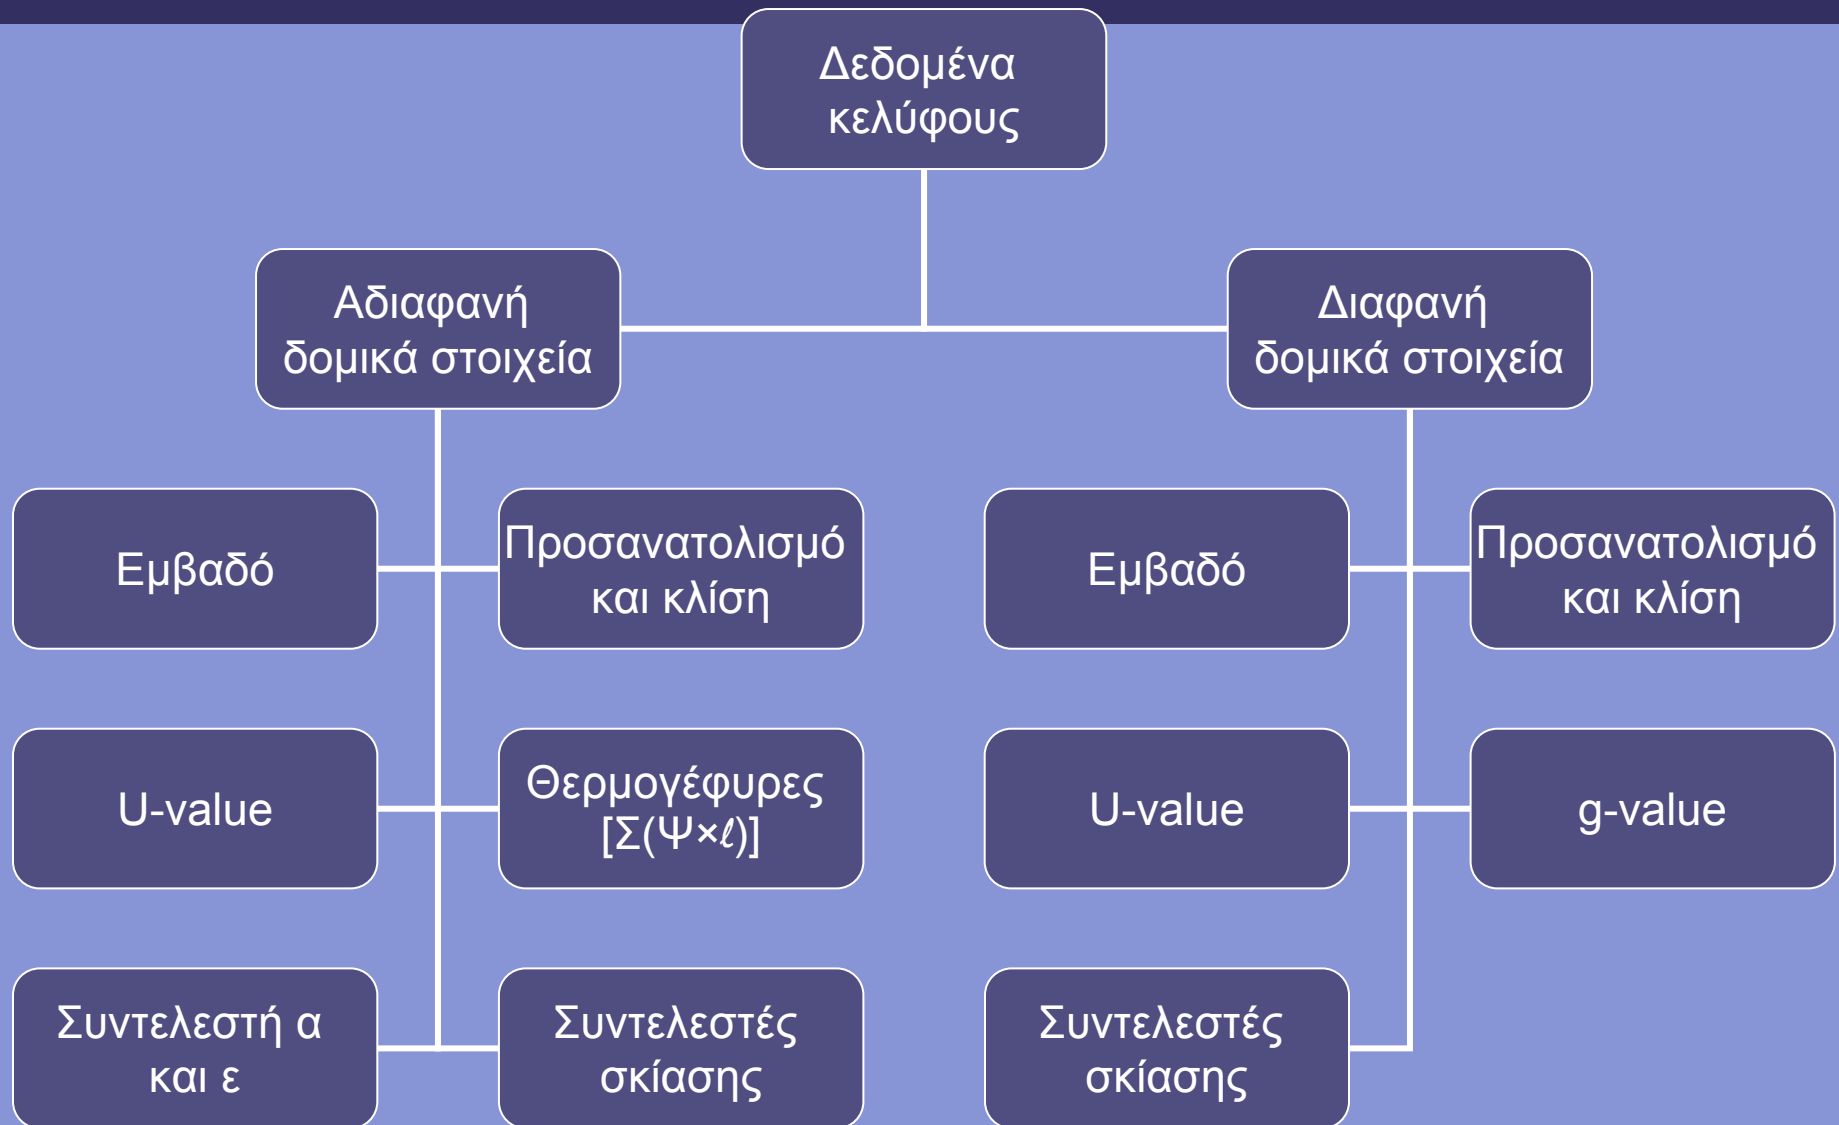 Δεδομένα
κελύφους
Αδιαφανή
δομικά στοιχεία
Διαφανή
δομικά στοιχεία
Εμβαδό
Προσανατολισμό
και κλίση
Εμβαδό
Προσανατολισμό
και κλίση
U-value
Θερμογέφυρες
[Σ(Ψ×ℓ)]
U-value
g-value
Συντελεστή α
και ε
Συντελεστές
σκίασης
Συντελεστές
σκίασης